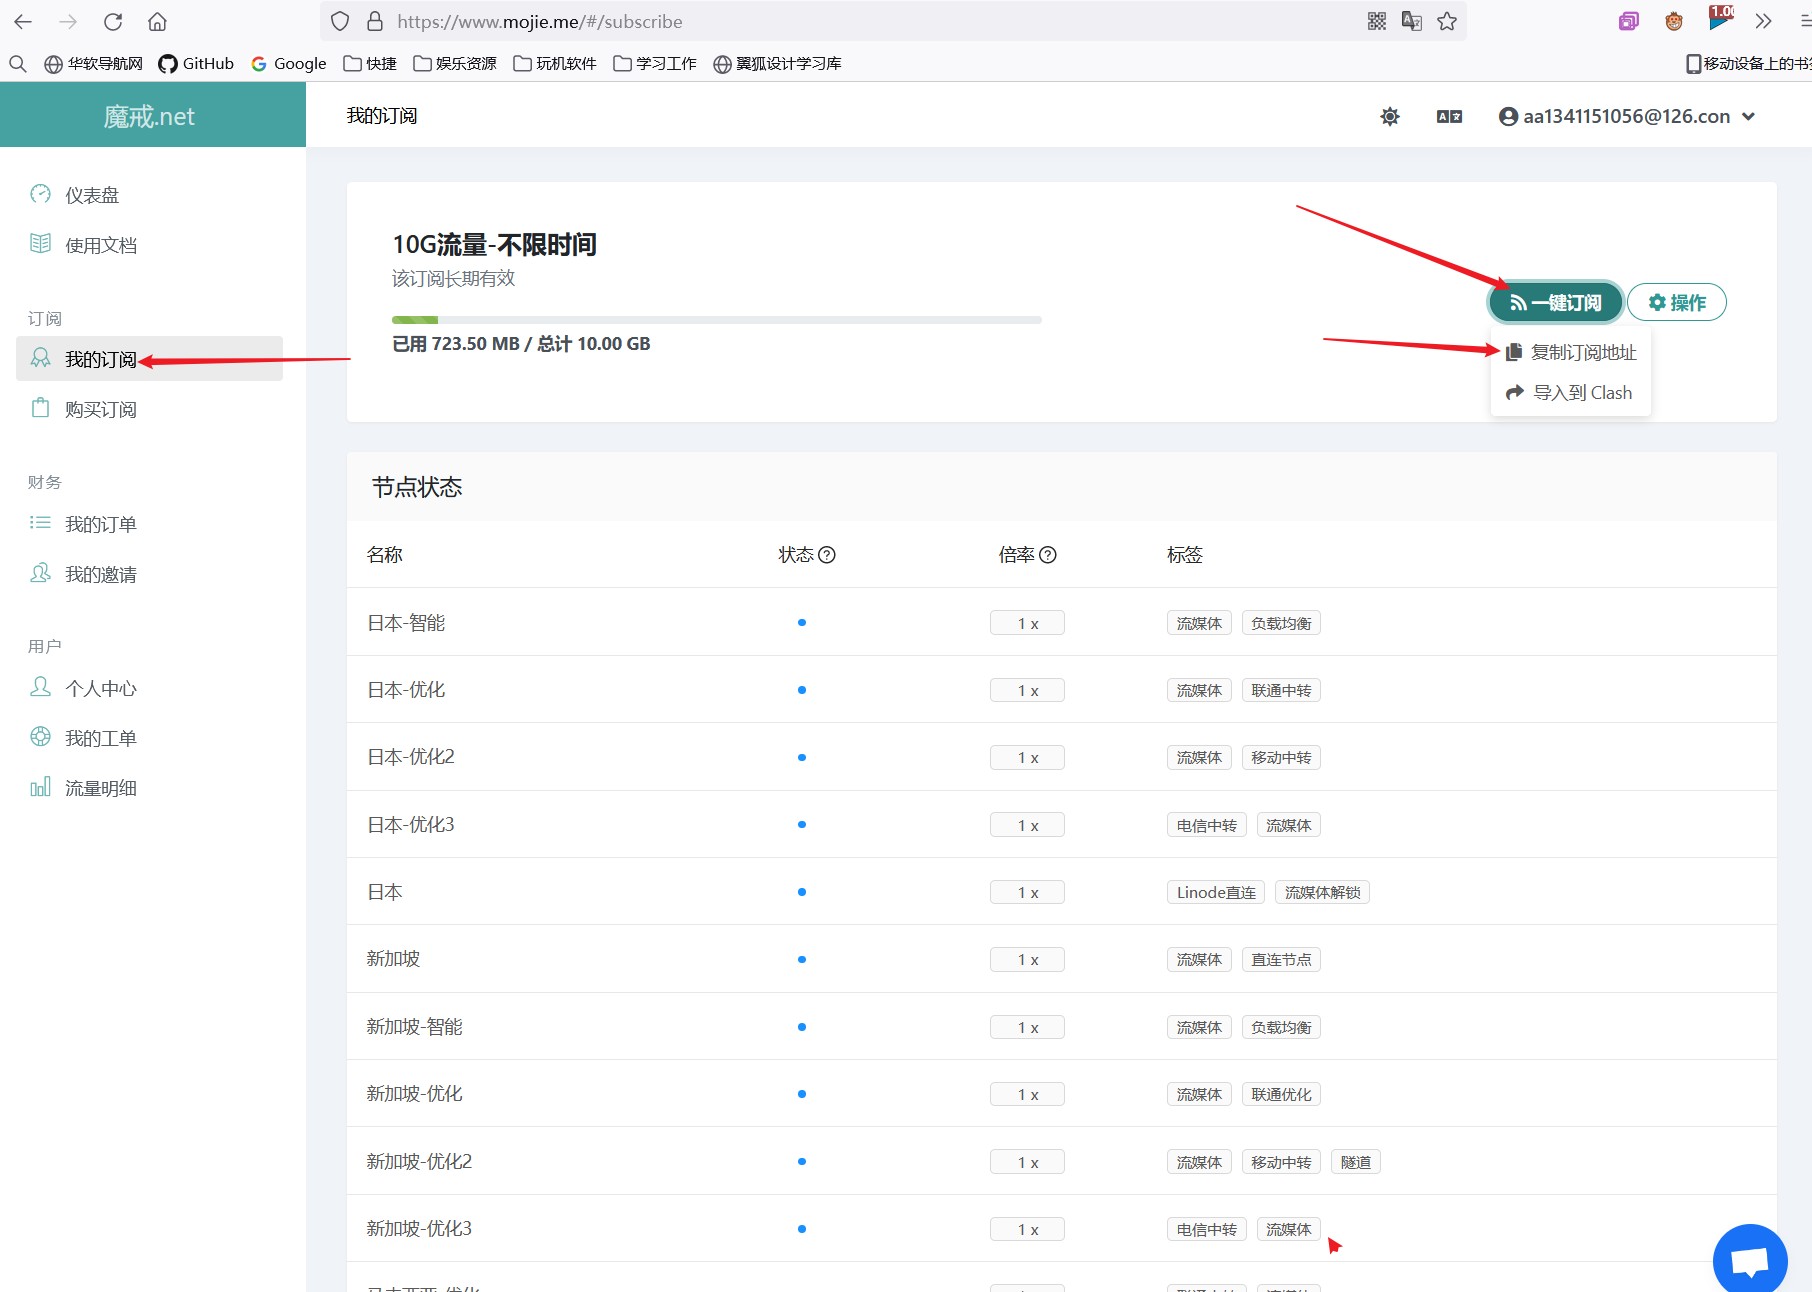 https://www.mojie.me/#/subscribe
1.00
华软导航网 GitHub Google 快捷 娱乐资源 玩机软件 学习工作 翼狐设计学习库 移动设备上的书签
魔戒.net
我的订阅
aa1341151056@126.con
仪表盘
使用文档
订阅
我的订阅
购买订阅
财务
我的订单
我的邀请
用户
个人中心
我的工单
流量明细
10G流量-不限时间
该订阅长期有效
已用 723.50 MB / 总计 10.00 GB
一键订阅 操作
复制订阅地址
导入到 Clash
节点状态
名称 状态 倍率 标签
日本-智能 1 x 流媒体 负载均衡
日本-优化 1 x 流媒体 联通中转
日本-优化2 1 x 流媒体 移动中转
日本-优化3 1 x 电信中转 流媒体
日本 1 x Linode直连 流媒体解锁
新加坡 1 x 流媒体 直连节点
新加坡-智能 1 x 流媒体 负载均衡
新加坡-优化 1 x 流媒体 联通优化
新加坡-优化2 1 x 流媒体 移动中转 隧道
新加坡-优化3 1 x 电信中转 流媒体